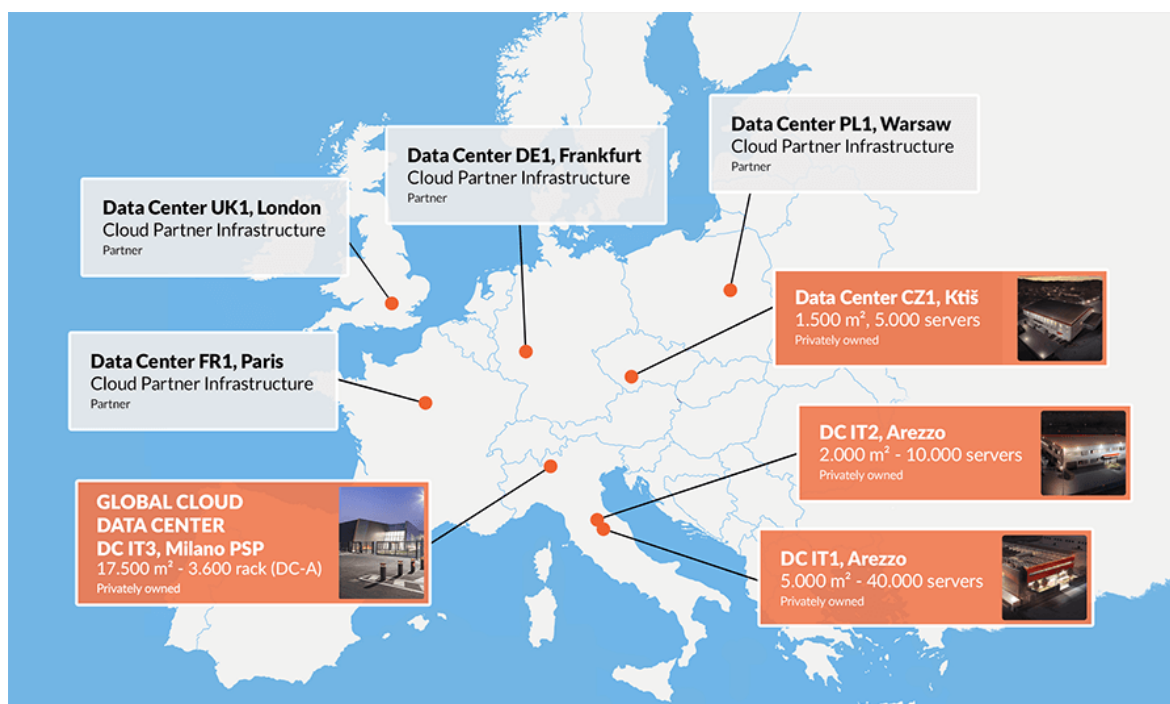 Data Center PL1, Warsaw
Cloud Partner Infrastructure
Partner
Data Center DE1, Frankfurt
Cloud Partner Infrastructure
Partner
Data Center UK1, London
Cloud Partner Infrastructure
Partner
Data Center CZ1, Ktiš
1.500 m², 5.000 servers
Privately owned
Data Center FR1, Paris
Cloud Partner Infrastructure
Partner
DC IT2, Arezzo
2.000 m² - 10.000 servers
Privately owned
GLOBAL CLOUD
DATA CENTER
DC IT3, Milano PSP
17.500 m² - 3.600 rack (DC-A)
Privately owned
DC IT1, Arezzo
5.000 m² - 40.000 servers
Privately owned